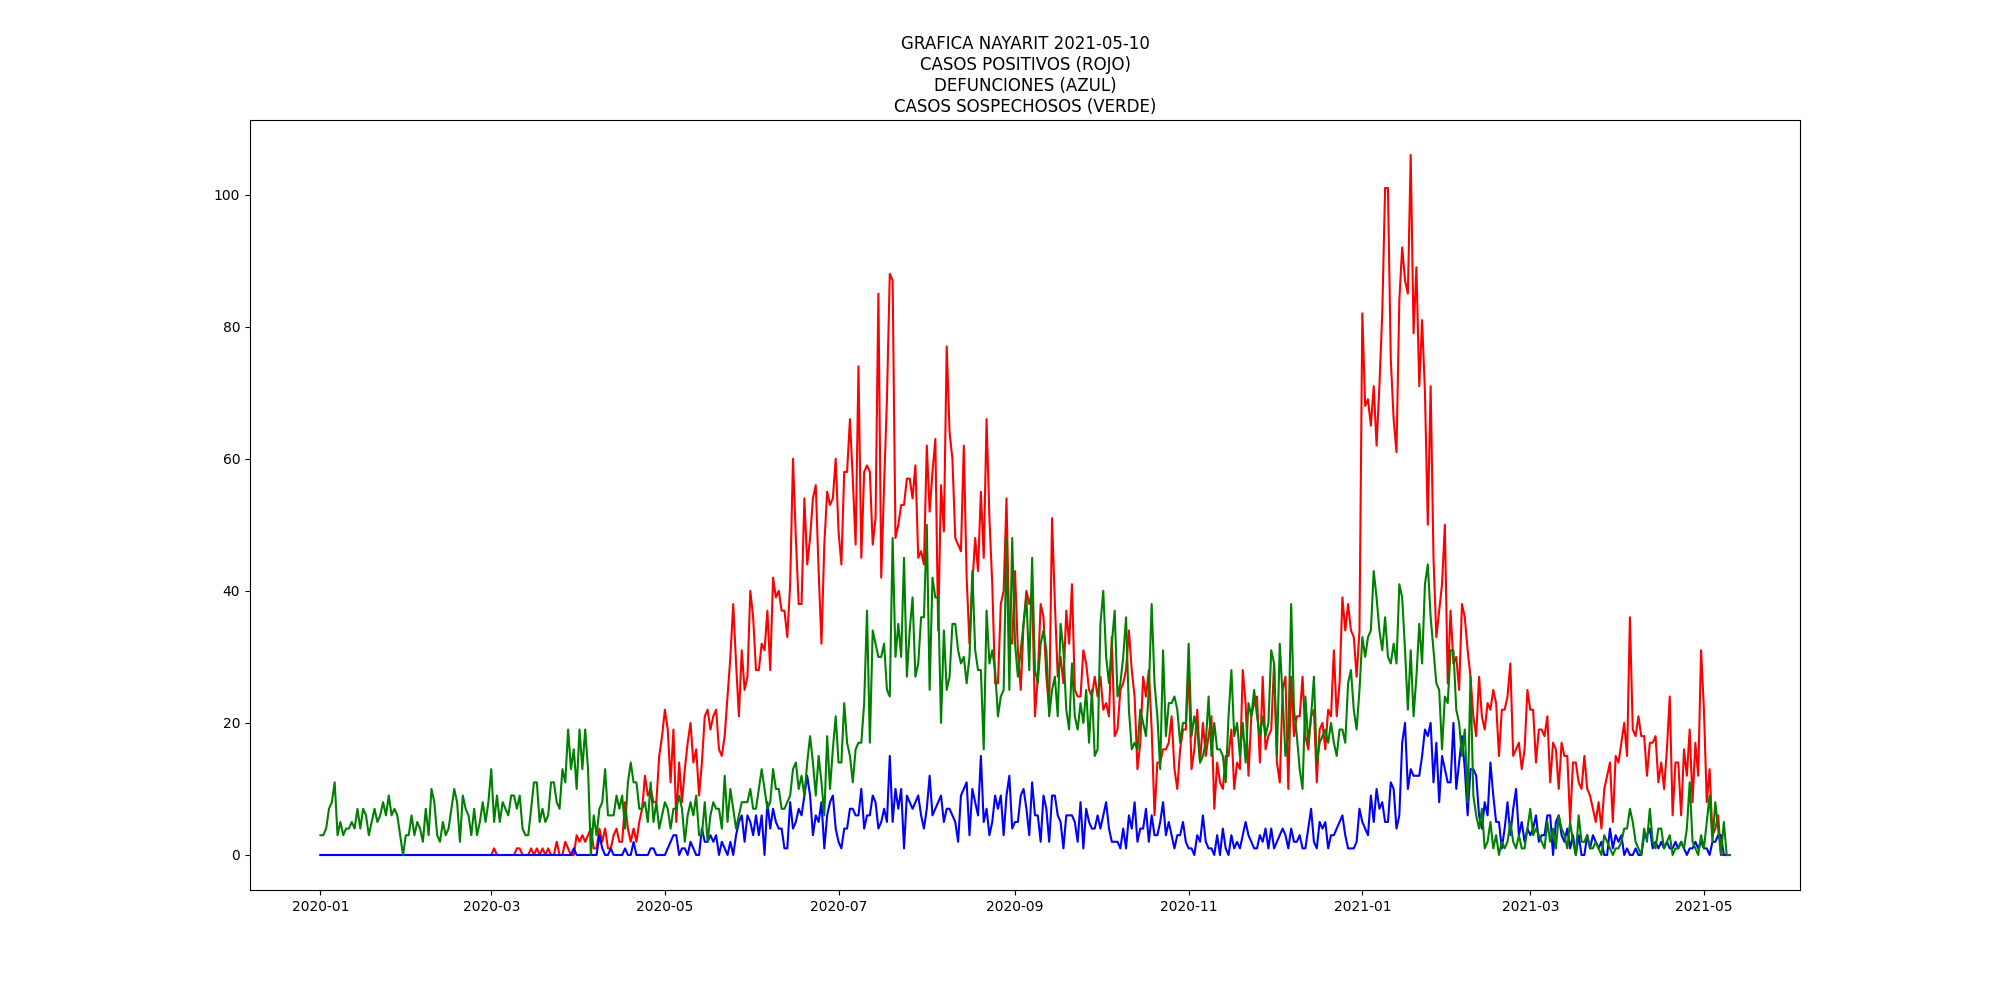 GRAFICA NAYARIT 2021-05-10
CASOS POSITIVOS (ROJO)
DEFUNCIONES (AZUL)
CASOS SOSPECHOSOS (VERDE)
100
80
60
40
20
0
2020-01 2020-03 2020-05 2020-07 2020-09 2020-11 2021-01 2021-03 2021-05